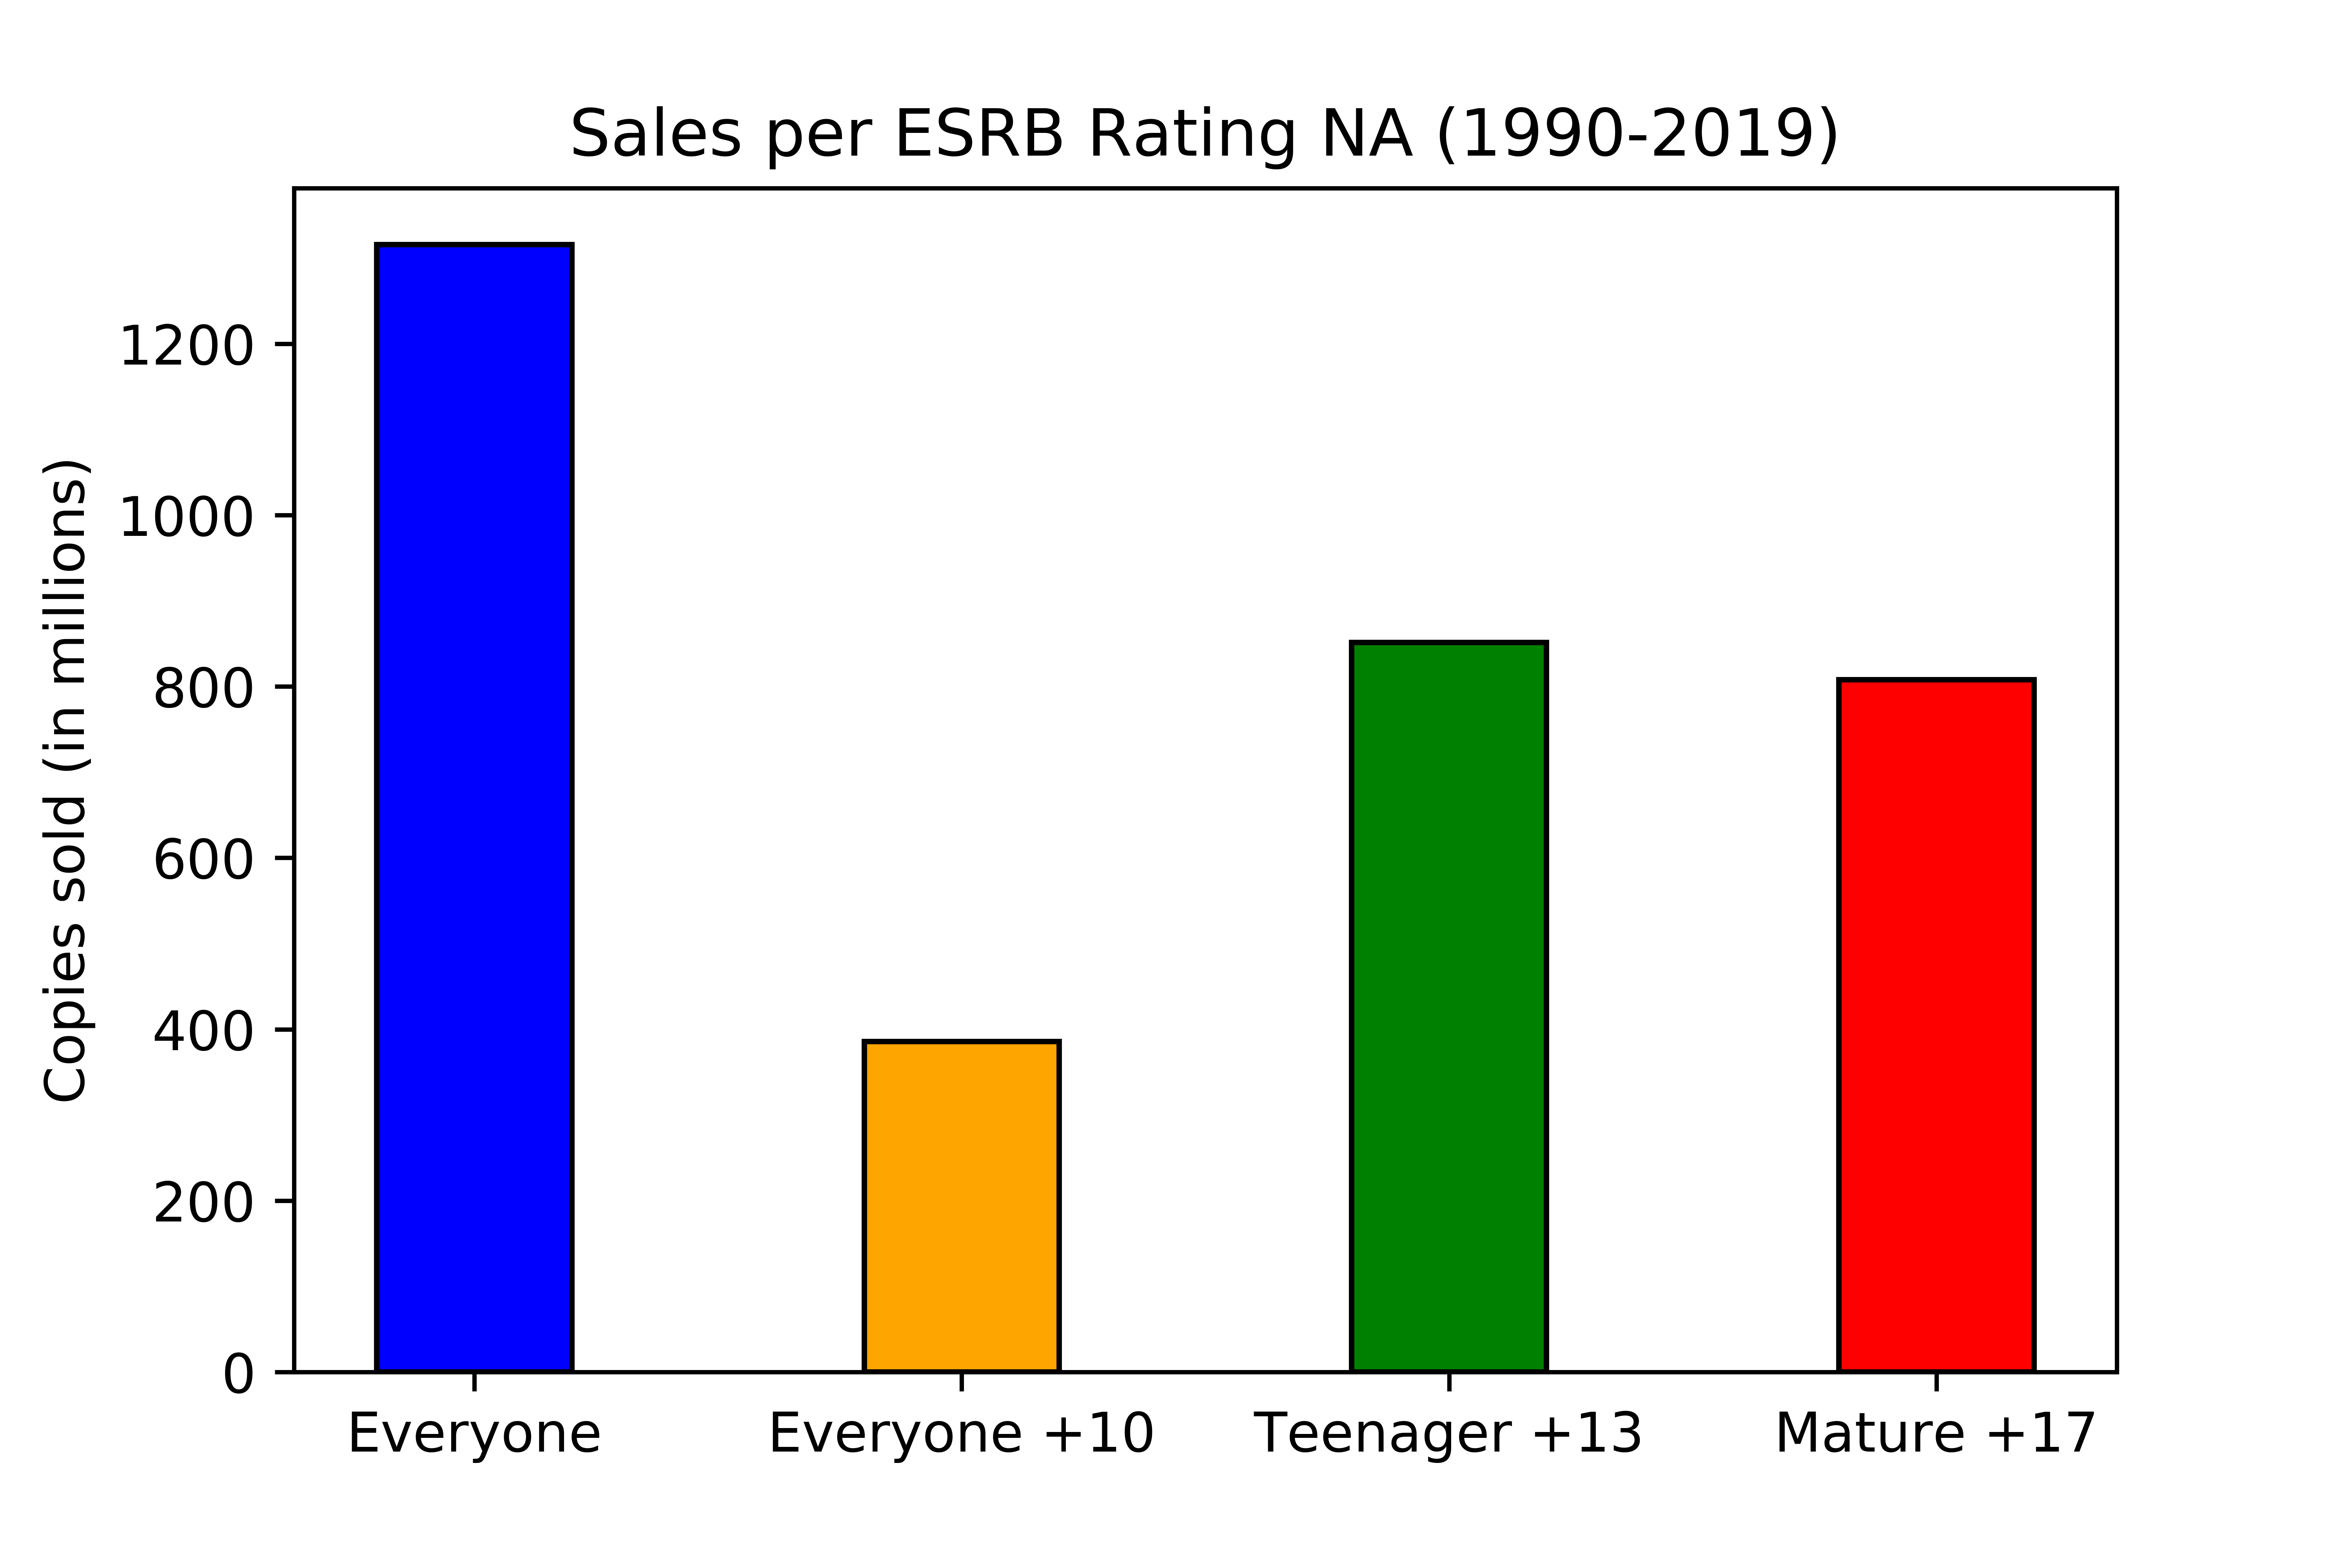 Sales per ESRB Rating NA (1990-2019)
Copies sold (in millions)
1200
1000
800
600
400
200
0
Everyone Everyone +10 Teenager +13 Mature +17